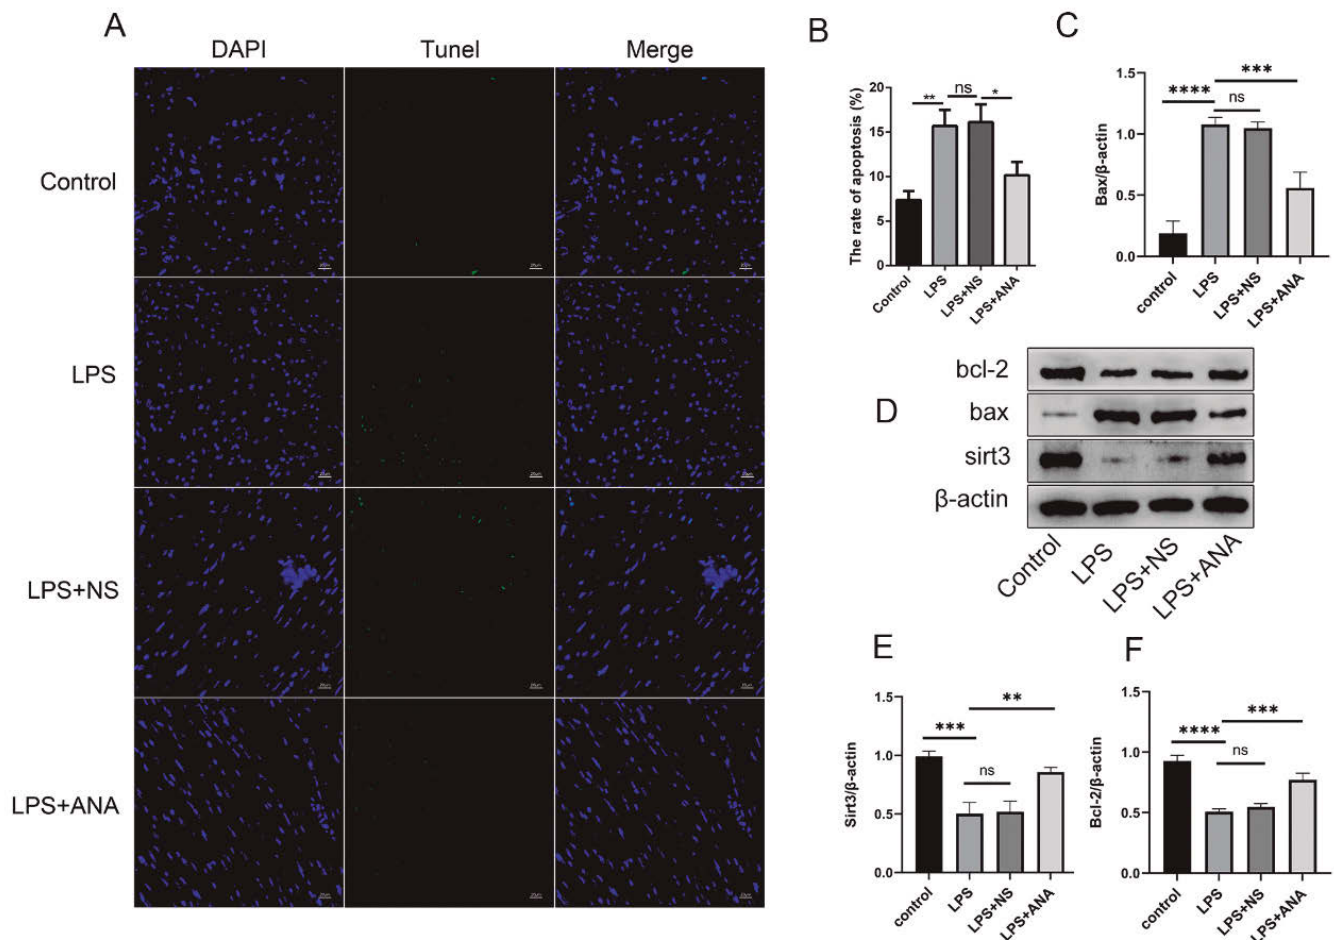 A
DAPI
Tunel
Merge
Control
LPS
LPS+NS
LPS+ANA
B
The rate of apoptosis (%)
20
15
10
5
0
**
ns
*
Control
LPS
LPS+NS
LPS+ANA
C
Bax/β-actin
1.5
1.0
0.5
0.0
****
***
ns
control
LPS
LPS+NS
LPS+ANA
D
bcl-2
bax
sirt3
β-actin
Control
LPS
LPS+NS
LPS+ANA
E
Sirt3/β-actin
1.5
1.0
0.5
0.0
***
**
ns
control
LPS
LPS+NS
LPS+ANA
F
Bcl-2/β-actin
1.5
1.0
0.5
0.0
****
***
ns
control
LPS
LPS+NS
LPS+ANA